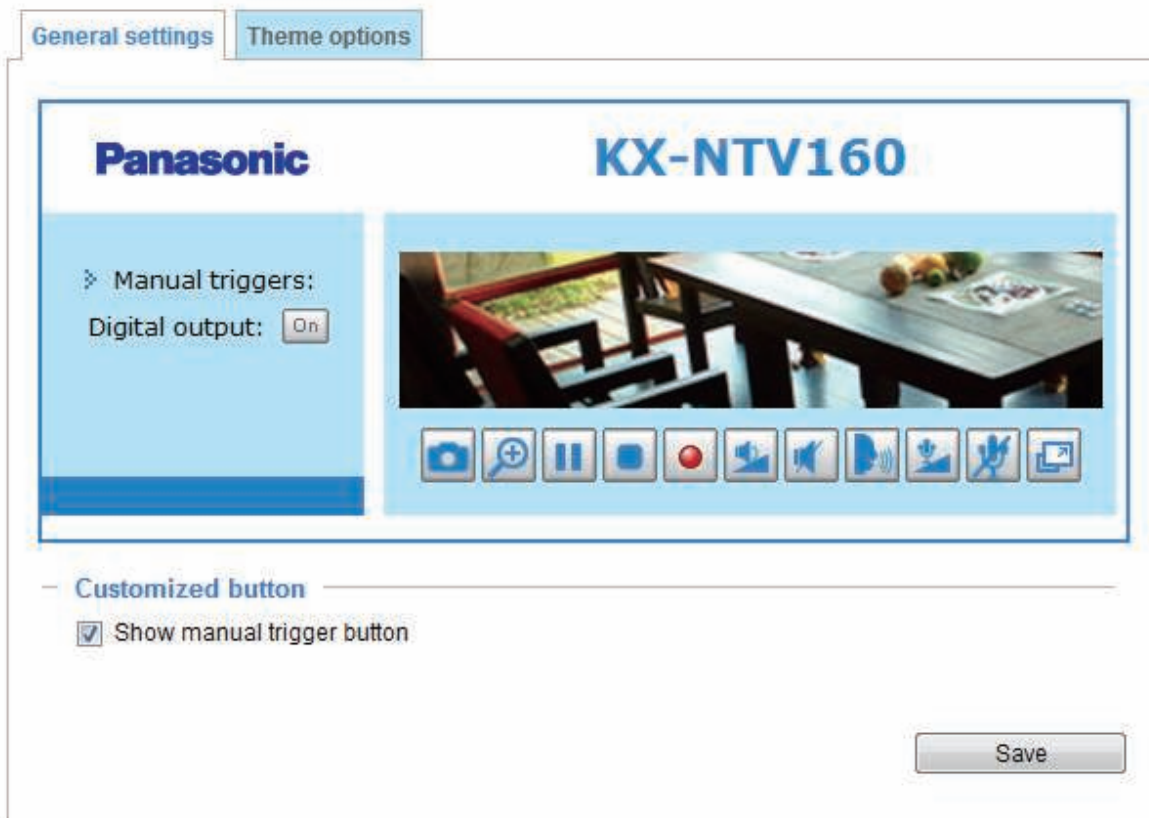 General settings
Theme options
Panasonic
KX-NTV160
Manual triggers:
Digital output: On
Customized button
Show manual trigger button
Save